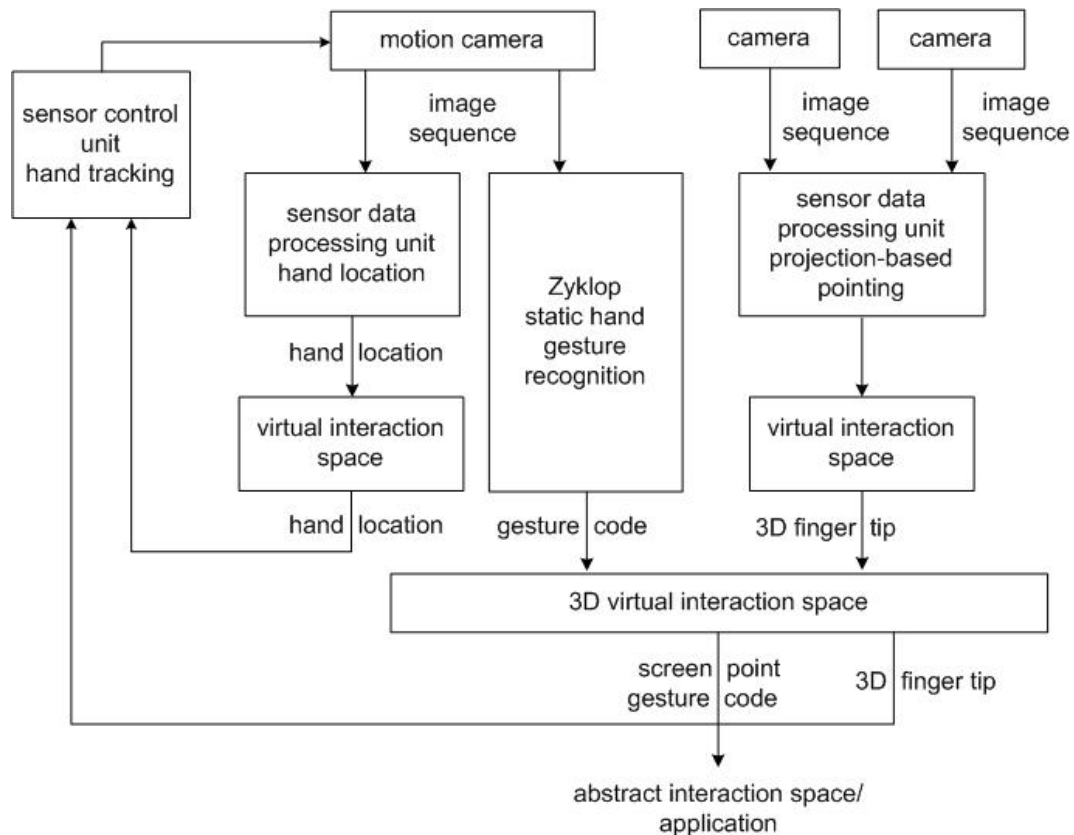 motion camera
camera
camera
sensor control
unit
hand tracking
image
sequence
image
sequence
image
sequence
sensor data
processing unit
hand location
Zyklop
static hand
gesture
recognition
sensor data
processing unit
projection-based
pointing
hand location
virtual interaction
space
virtual interaction
space
hand location
gesture code
3D finger tip
3D virtual interaction space
screen point
gesture code
3D finger tip
abstract interaction space/
application